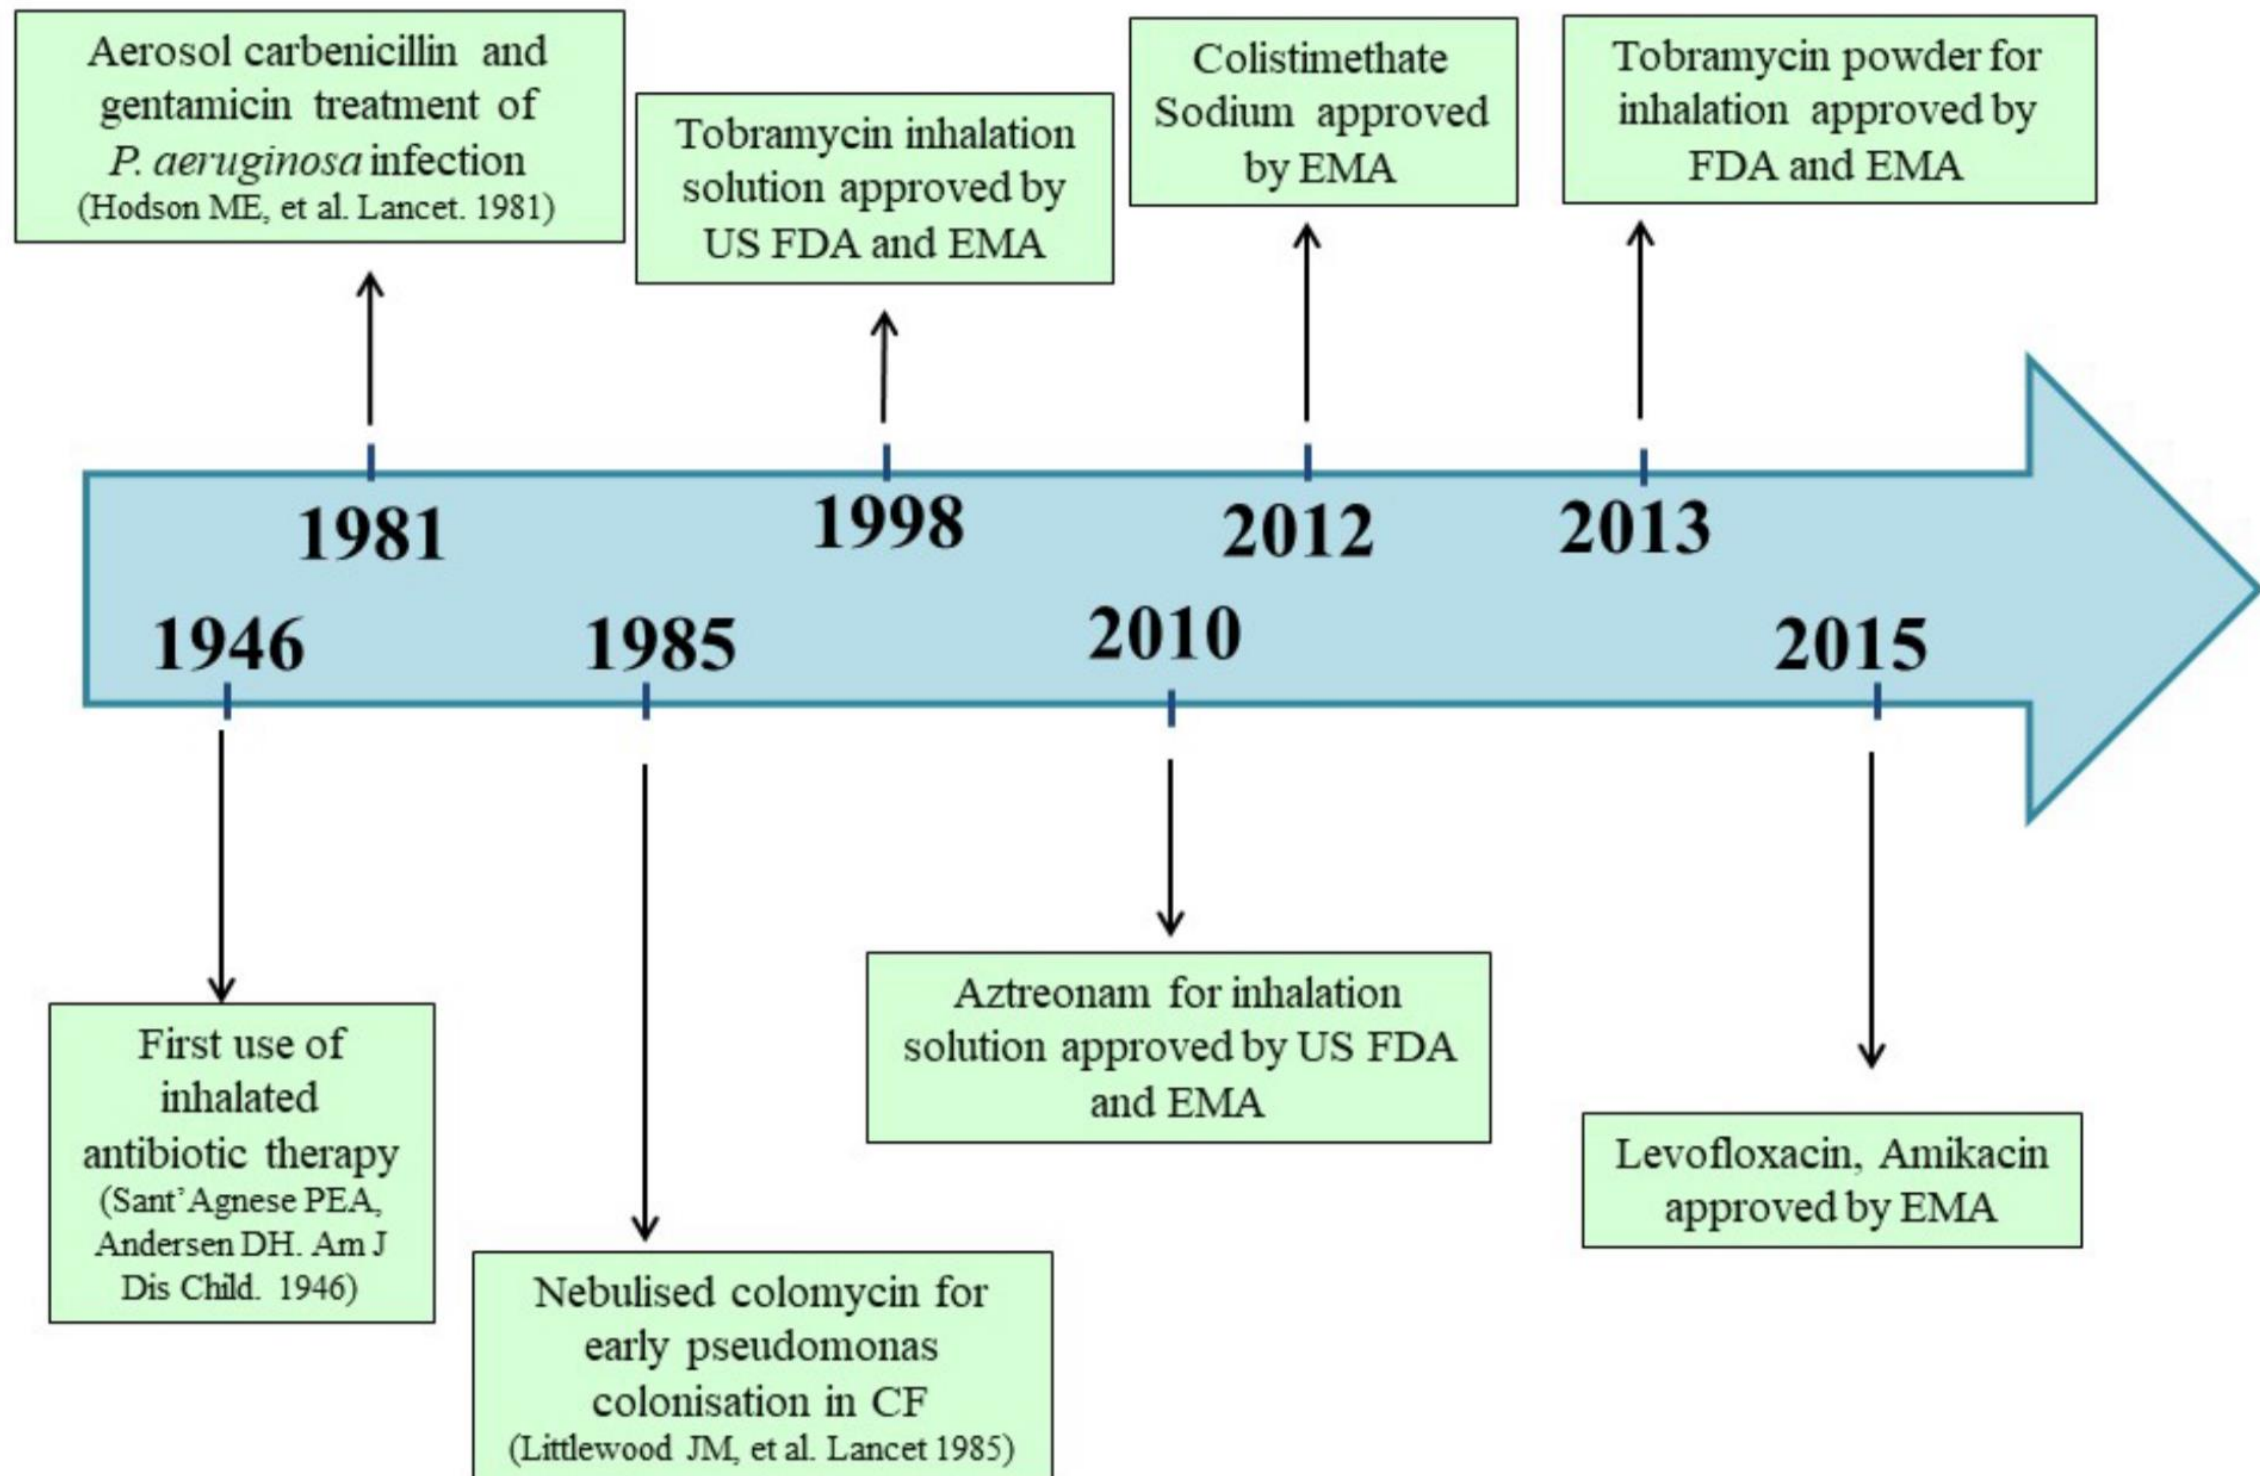 Aerosol carbenicillin and
gentamicin treatment of
P. aeruginosa infection
(Hodson ME, et al. Lancet. 1981)
Tobramycin inhalation
solution approved by
US FDA and EMA
Colistimethate
Sodium approved
by EMA
Tobramycin powder for
inhalation approved by
FDA and EMA
1981
1998
2012
2013
1946
1985
2010
2015
First use of
inhalated
antibiotic therapy
(Sant'Agnese PEA,
Andersen DH. Am J
Dis Child. 1946)
Nebulised colomycin for
early pseudomonas
colonisation in CF
(Littlewood JM, et al. Lancet 1985)
Aztreonam for inhalation
solution approved by US FDA
and EMA
Levofloxacin, Amikacin
approved by EMA